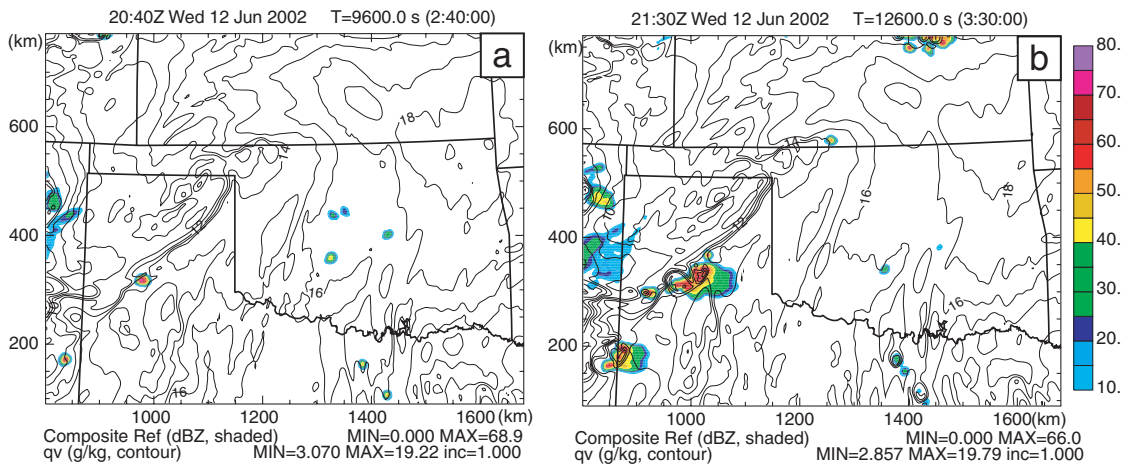 20:40Z Wed 12 Jun 2002 T=9600.0 s (2:40:00)
(km)
a
600
400
200
18
14
12
16
16
1000 1200 1400 1600 (km)
Composite Ref (dBZ, shaded) MIN=0.000 MAX=68.9
qv (g/kg, contour) MIN=3.070 MAX=19.22 inc=1.000
21:30Z Wed 12 Jun 2002 T=12600.0 s (3:30:00)
(km)
b
600
400
200
16
18
10
12
16
1000 1200 1400 1600(km)
Composite Ref (dBZ, shaded) MIN=0.000 MAX=66.0
qv (g/kg, contour) MIN=2.857 MAX=19.79 inc=1.000
80.
70.
60.
50.
40.
30.
20.
10.